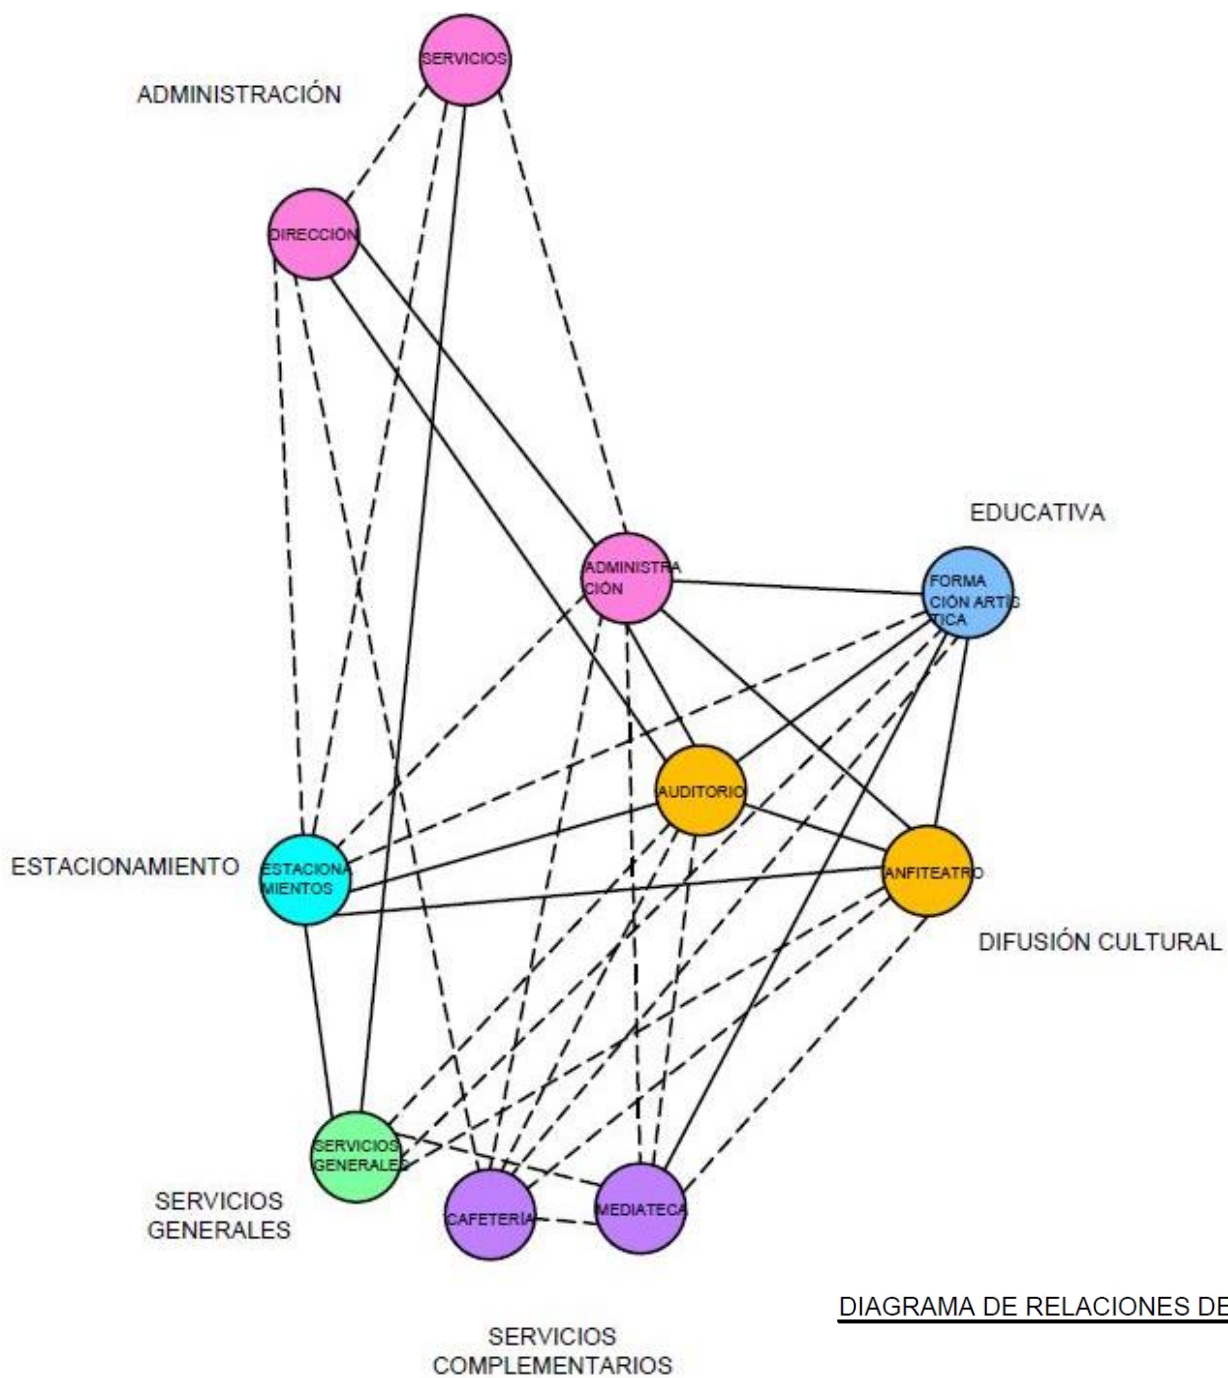 SERVICIOS
ADMINISTRACIÓN
DIRECCIÓN
EDUCATIVA
ADMINISTRA
CIÓN
FORMA
CIÓN ARTÍS
TICA
AUDITORIO
ESTACIONAMIENTO
ESTACIONA
MIENTOS
ANFITEATRO
DIFUSIÓN CULTURAL
SERVICIOS
GENERALES
SERVICIOS
GENERALES
CAFETERÍA
MEDIATECA
DIAGRAMA DE RELACIONES DE
SERVICIOS
COMPLEMENTARIOS